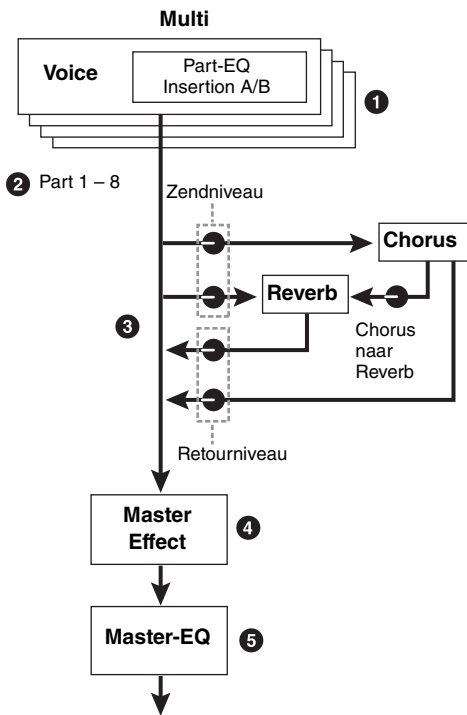 Multi
Voice
Part-EQ
Insertion A/B
1
2 Part 1 – 8
Zendniveau
Chorus
Reverb
3
Chorus
naar
Reverb
Retourniveau
Master
Effect
4
Master-EQ
5